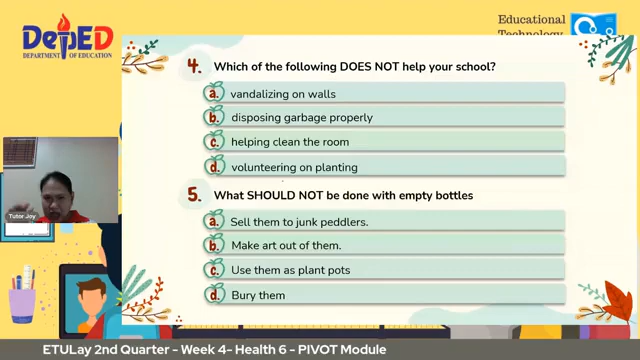 DepED
DEPARTMENT OF EDUCATION
Educational
Technology
4. Which of the following DOES NOT help your school?
a. vandalizing on walls
b. disposing garbage properly
c. helping clean the room
d. volunteering on planting
5. What SHOULD NOT be done with empty bottles
a. Sell them to junk peddlers.
b. Make art out of them.
c. Use them as plant pots
d. Bury them
Tutor Joy
ETULay 2nd Quarter - Week 4- Health 6 - PIVOT Module